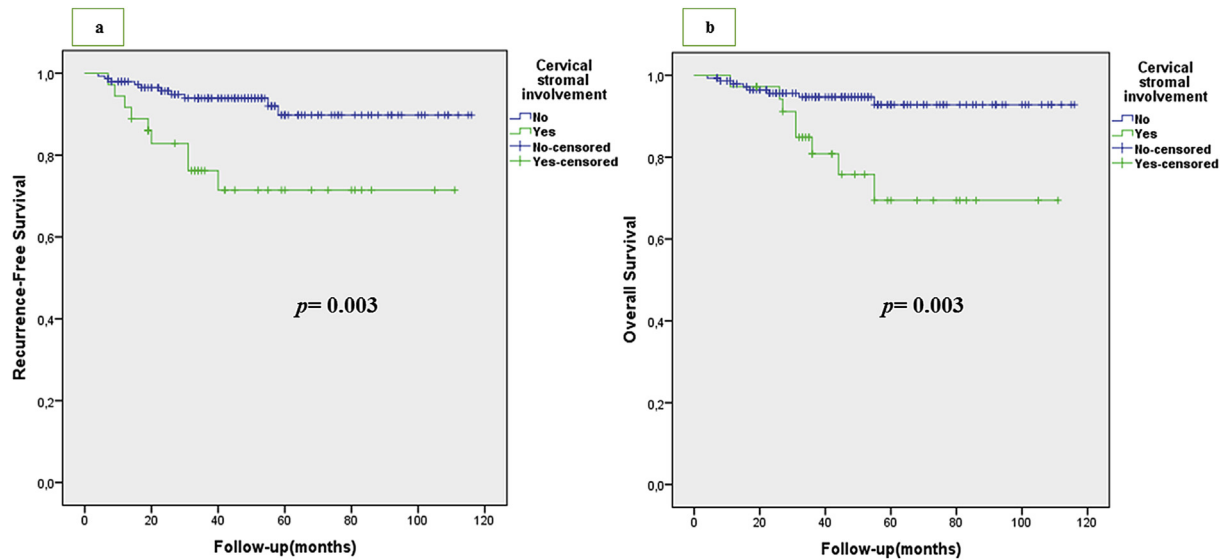 a
Recurrence-Free Survival
1,0
0,8
0,6
0,4
0,2
0,0
p= 0.003
0 20 40 60 80 100 120
Follow-up(months)
Cervical
stromal
involvement
No
Yes
No-censored
Yes-censored
b
Overall Survival
1,0
0,8
0,6
0,4
0,2
0,0
p= 0.003
0 20 40 60 80 100 120
Follow-up(months)
Cervical
stromal
involvement
No
Yes
No-censored
Yes-censored